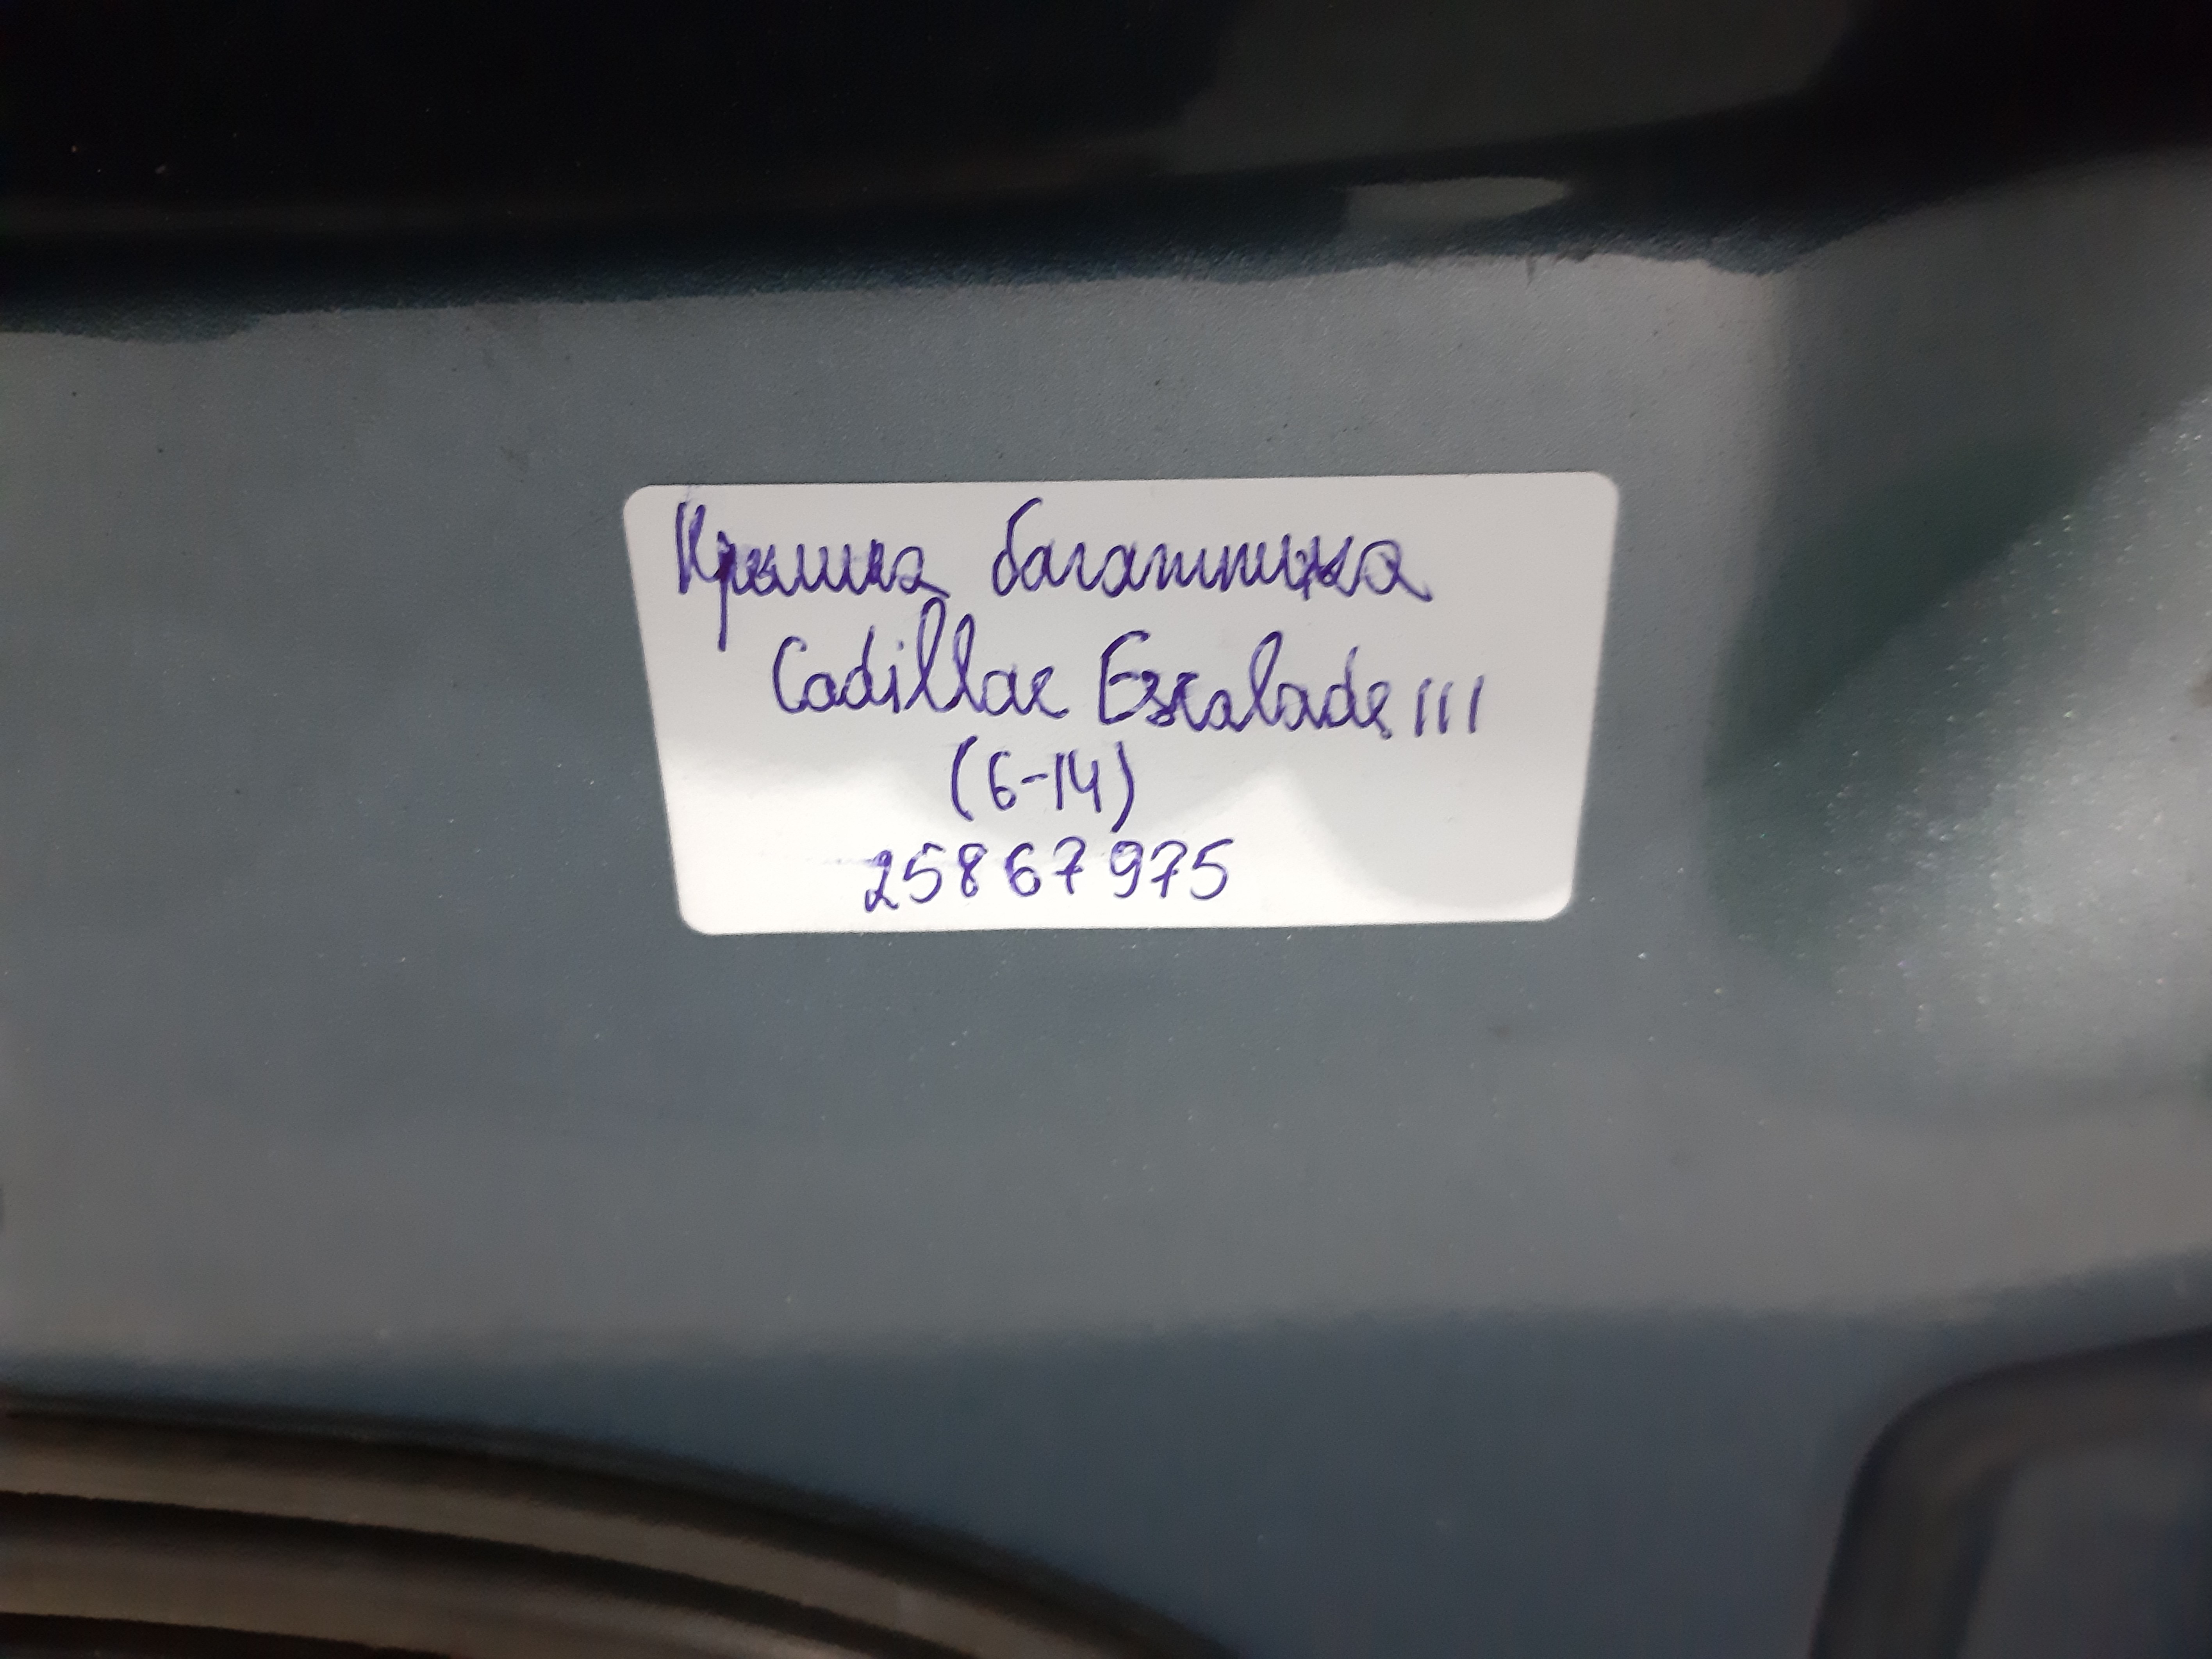 Крышка багажника
Cadillac Escalade III
(6-14)
25867975